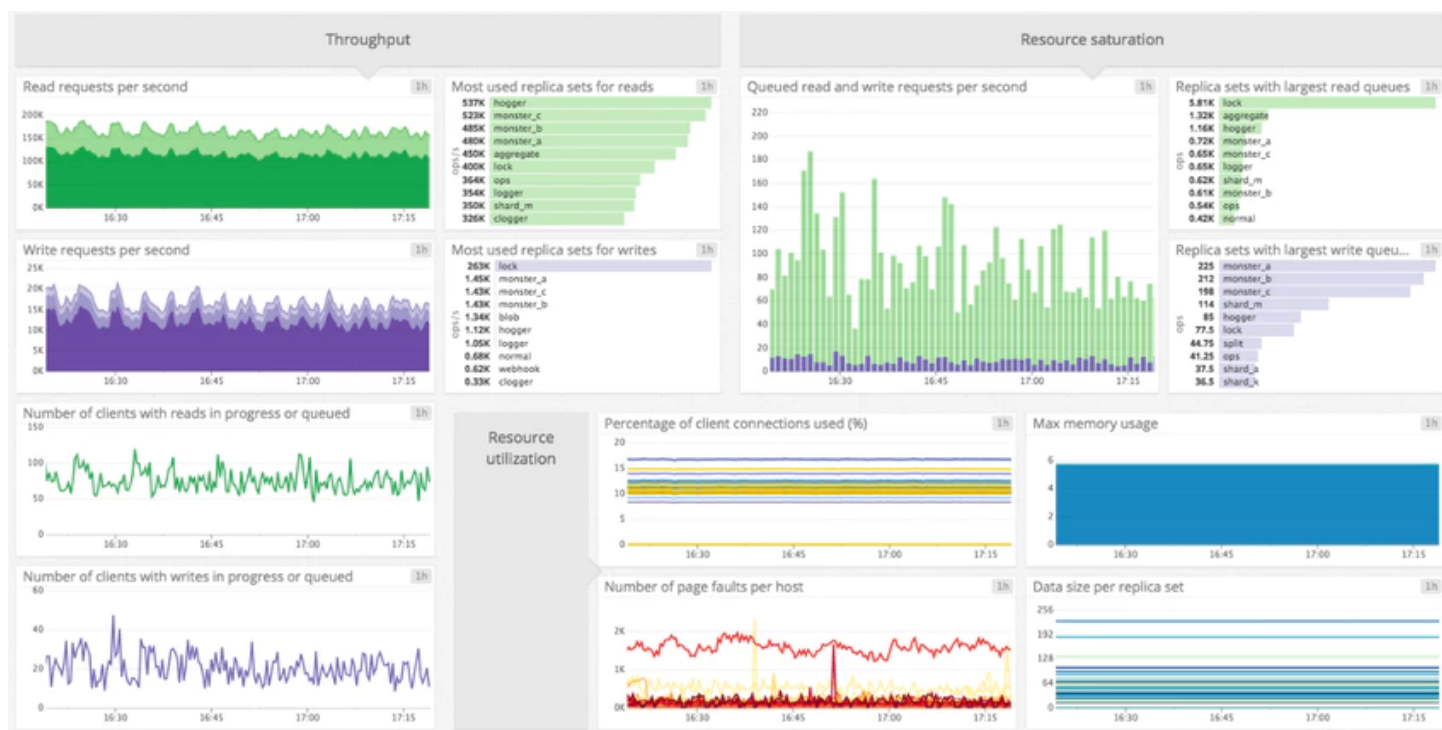 Throughput
Resource saturation
Read requests per second 1h
200K
150K
100K
50K
0K
16:30 16:45 17:00 17:15
Most used replica sets for reads 1h
ops/s
537K hogger
523K monster_c
485K monster_b
480K monster_a
450K aggregate
400K lock
364K ops
354K logger
350K shard_m
326K clogger
Queued read and write requests per second 1h
220
200
180
160
140
120
100
80
60
40
20
0
16:30 16:45 17:00 17:15
Replica sets with largest read queues 1h
ops
5.81K lock
1.32K aggregate
1.16K hogger
0.72K monster_a
0.65K monster_c
0.65K logger
0.62K shard_m
0.61K monster_b
0.54K ops
0.42K normal
Write requests per second 1h
25K
20K
15K
10K
5K
0K
16:30 16:45 17:00 17:15
Most used replica sets for writes 1h
ops/s
263K lock
1.45K monster_a
1.43K monster_c
1.43K monster_b
1.34K blob
1.12K hogger
1.05K logger
0.68K normal
0.62K webhook
0.33K clogger
Replica sets with largest write queu... 1h
ops
225 monster_a
212 monster_b
198 monster_c
114 shard_m
85 hogger
77.5 lock
44.75 split
41.25 ops
37.5 shard_a
36.5 shard_k
Number of clients with reads in progress or queued 1h
150
100
50
0
16:30 16:45 17:00 17:15
Resource
utilization
Percentage of client connections used (%) 1h
20
15
10
5
0
16:30 16:45 17:00 17:15
Max memory usage 1h
6
4
2
0
16:30 16:45 17:00 17:15
Number of clients with writes in progress or queued 1h
60
40
20
0
16:30 16:45 17:00 17:15
Number of page faults per host 1h
2K
1K
0K
16:30 16:45 17:00 17:15
Data size per replica set 1h
256
192
128
64
0
16:30 16:45 17:00 17:15